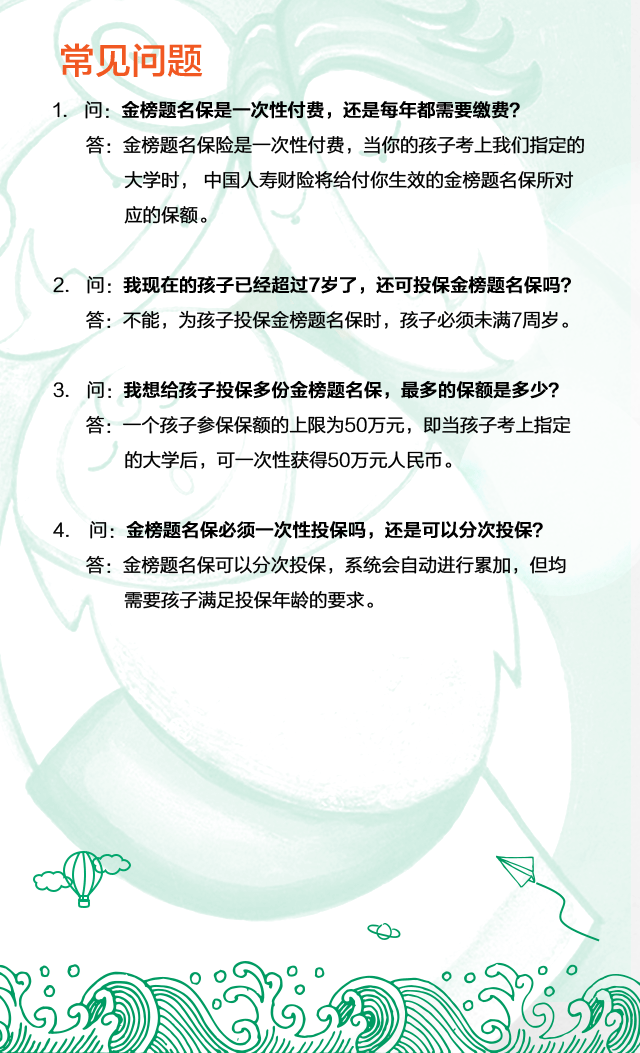 常见问题
1. 问：金榜题名保是一次性付费，还是每年都需要缴费？
答：金榜题名保险是一次性付费，当你的孩子考上我们指定的
大学时， 中国人寿财险将给付你生效的金榜题名保所对
应的保额。
2. 问：我现在的孩子已经超过7岁了，还可投保金榜题名保吗？
答：不能，为孩子投保金榜题名保时，孩子必须未满7周岁。
3. 问：我想给孩子投保多份金榜题名保，最多的保额是多少？
答：一个孩子参保保额的上限为50万元，即当孩子考上指定
的大学后，可一次性获得50万元人民币。
4. 问：金榜题名保必须一次性投保吗，还是可以分次投保？
答：金榜题名保可以分次投保，系统会自动进行累加，但均
需要孩子满足投保年龄的要求。